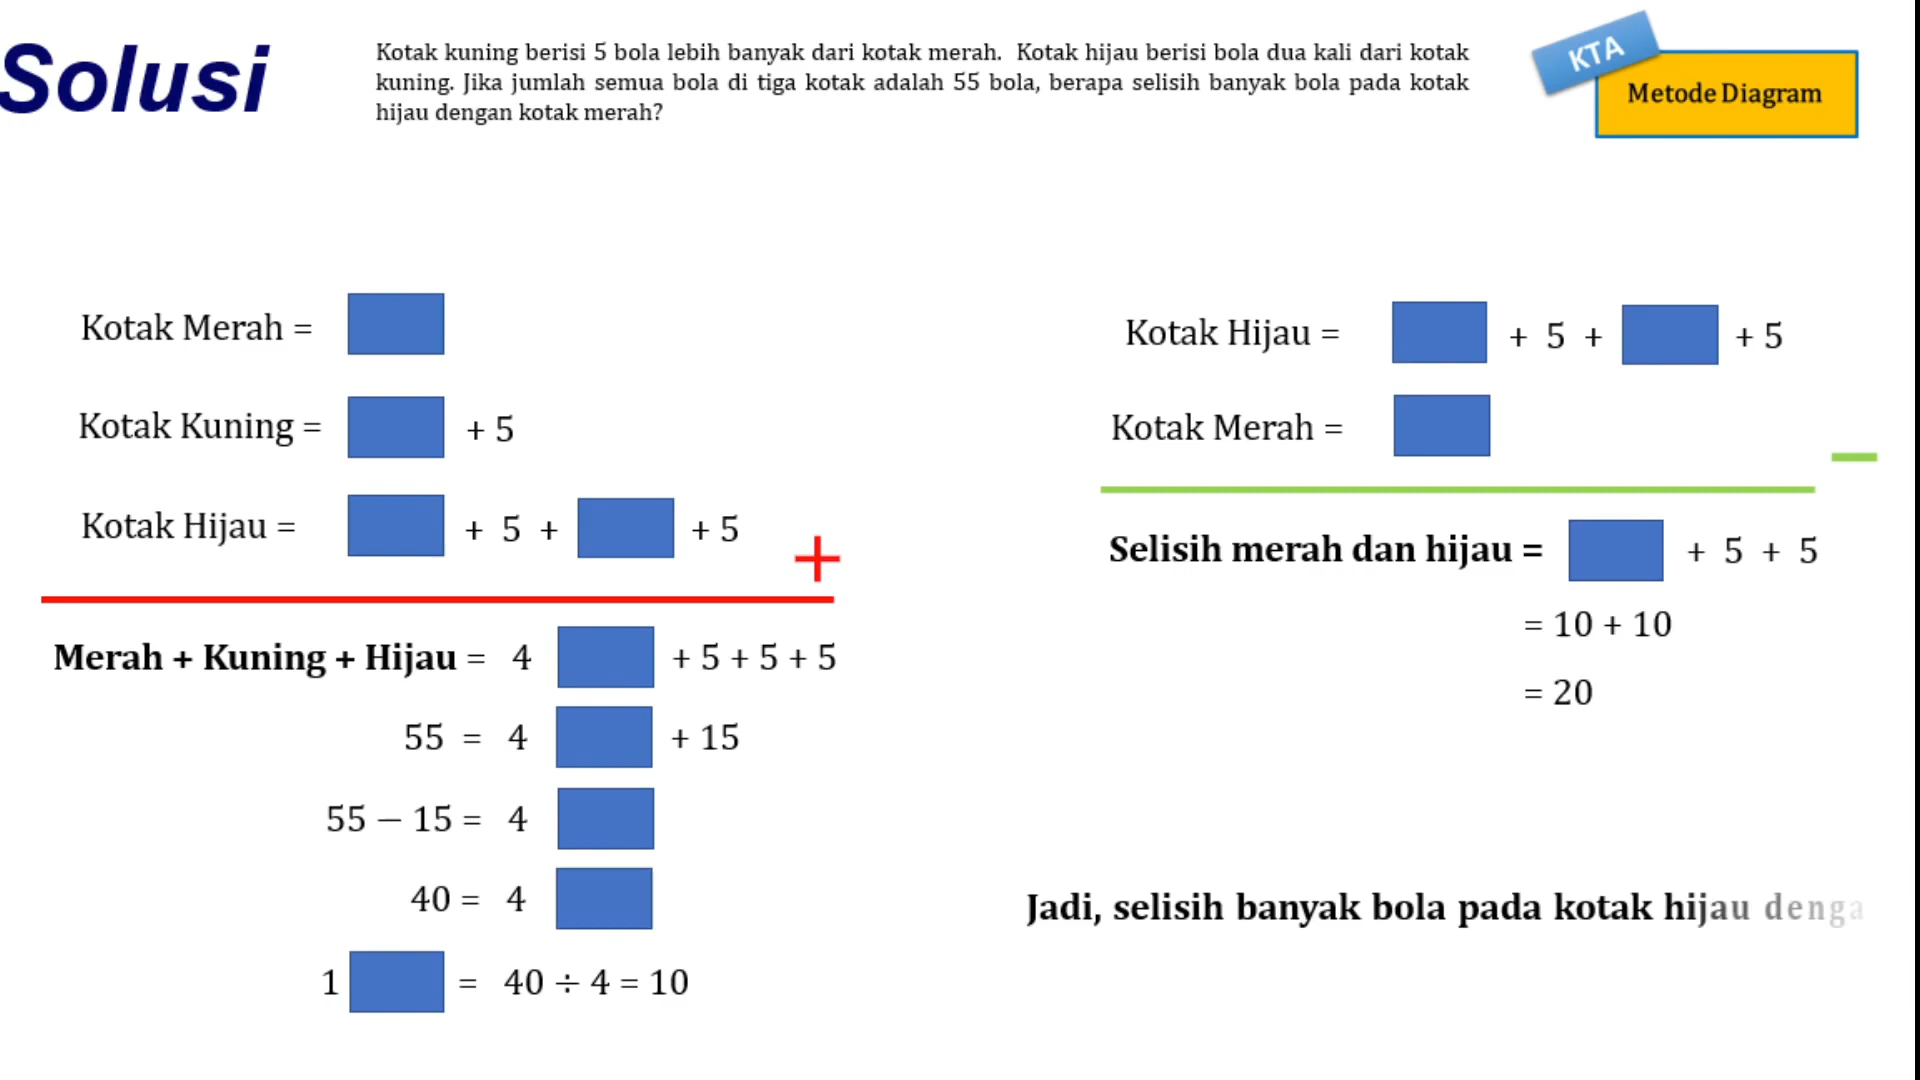 Solusi
Kotak kuning berisi 5 bola lebih banyak dari kotak merah. Kotak hijau berisi bola dua kali dari kotak
kuning. Jika jumlah semua bola di tiga kotak adalah 55 bola, berapa selisih banyak bola pada kotak
hijau dengan kotak merah?
KTA
Metode Diagram
Kotak Merah =
Kotak Kuning = + 5
Kotak Hijau = + 5 + + 5
+
Merah + Kuning + Hijau = 4 + 5 + 5 + 5
55 = 4 + 15
55 − 15 = 4
40 = 4
1 = 40 ÷ 4 = 10
Kotak Hijau = + 5 + + 5
Kotak Merah =
−
Selisih merah dan hijau = + 5 + 5
= 10 + 10
= 20
Jadi, selisih banyak bola pada kotak hijau denga